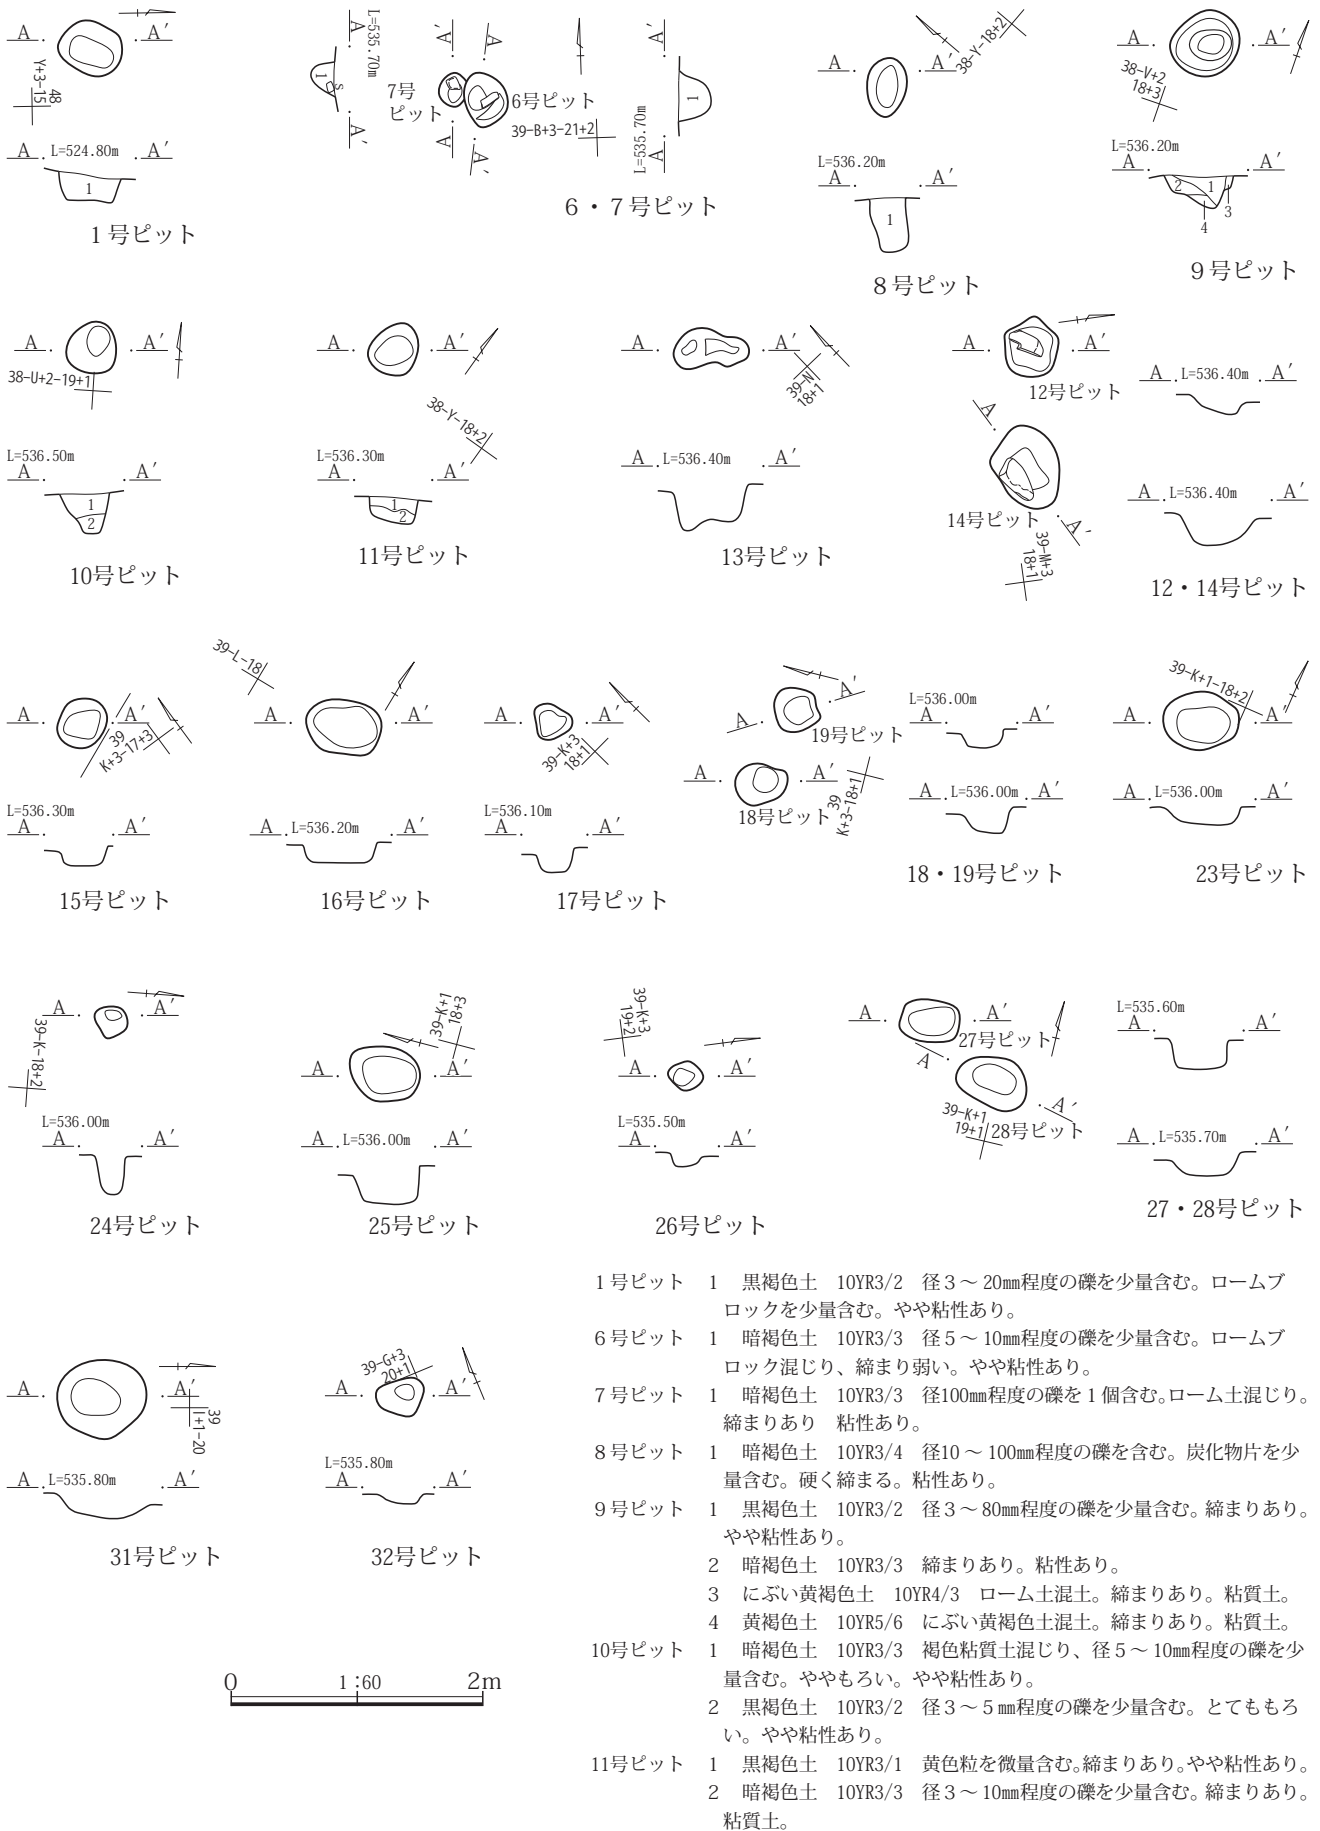 A A′
Y+3-15
48
A L=524.80m A′
1
1号ピット
A L=535.70m A′
1 S
7号
ピット
A′ A
6号ピット
39-B+3-21+2
A′ A
A′
1
L=535.70m
A
6・7号ピット
A A′
38-Y-18+2
L=536.20m
A A′
1
8号ピット
A A′
38-V+2
18+3
L=536.20m
A A′
2 1
3
4
9号ピット
A A′
38-U+2-19+1
L=536.50m
A A′
1
2
10号ピット
A A′
38-Y-18+2
L=536.30m
A A′
1
2
11号ピット
A A′
39-N
18+1
A L=536.40m A′
13号ピット
A A′
12号ピット
A L=536.40m A′
A
14号ピット A′
39-M+3
18+1
A L=536.40m A′
12・14号ピット
A A′
39
K+3-17+3
L=536.30m
A A′
15号ピット
39-L-18
A A′
A L=536.20m A′
16号ピット
A A′
39-K+3
18+1
L=536.10m
A A′
17号ピット
A A′
19号ピット
A A′
18号ピット
39
K+3-18+1
L=536.00m
A A′
A L=536.00m A′
18・19号ピット
39-K+1-18+2
A A′
A L=536.00m A′
23号ピット
A A′
39-K-18+2
L=536.00m
A A′
24号ピット
39-K+1
18+3
A A′
A L=536.00m A′
25号ピット
39-K+3
19+2
A A′
L=535.50m
A A′
26号ピット
A A′
27号ピット
A A′
39-K+1
19+1
28号ピット
L=535.60m
A A′
A L=535.70m A′
27・28号ピット
A A′
39
I+1-20
A L=535.80m A′
31号ピット
39-G+3
20+1
A A′
L=535.80m
A A′
32号ピット
0 1:60 2m
1号ピット 1 黒褐色土 10YR3/2 径3～20㎜程度の礫を少量含む。ロームブ
ロックを少量含む。やや粘性あり。
6号ピット 1 暗褐色土 10YR3/3 径5～10㎜程度の礫を少量含む。ロームブ
ロック混じり、締まり弱い。やや粘性あり。
7号ピット 1 暗褐色土 10YR3/3 径100㎜程度の礫を1個含む。ローム土混じり。
締まりあり 粘性あり。
8号ピット 1 暗褐色土 10YR3/4 径10～100㎜程度の礫を含む。炭化物片を少
量含む。硬く締まる。粘性あり。
9号ピット 1 黒褐色土 10YR3/2 径3～80㎜程度の礫を少量含む。締まりあり。
やや粘性あり。
2 暗褐色土 10YR3/3 締まりあり。粘性あり。
3 にぶい黄褐色土 10YR4/3 ローム土混土。締まりあり。粘質土。
4 黄褐色土 10YR5/6 にぶい黄褐色土混土。締まりあり。粘質土。
10号ピット 1 暗褐色土 10YR3/3 褐色粘質土混じり、径5～10㎜程度の礫を少
量含む。ややもろい。やや粘性あり。
2 黒褐色土 10YR3/2 径3～5㎜程度の礫を少量含む。とてももろ
い。やや粘性あり。
11号ピット 1 黒褐色土 10YR3/1 黄色粒を微量含む。締まりあり。やや粘性あり。
2 暗褐色土 10YR3/3 径3～10㎜程度の礫を少量含む。締まりあり。
粘質土。